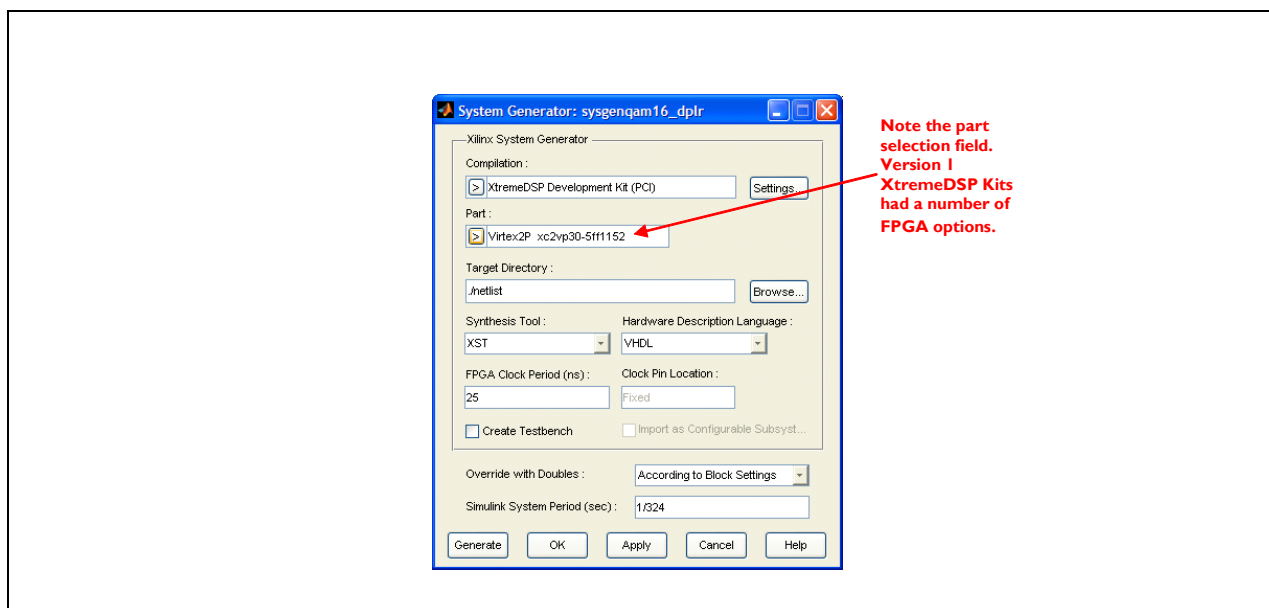 System Generator: sysgenqam16_dplr
Xilinx System Generator
Compilation :
> XtremeDSP Development Kit (PCI)
Settings...
Part :
> Virtex2P xc2vp30-5ff1152
Target Directory :
./netlist
Browse...
Synthesis Tool :
Hardware Description Language :
XST
VHDL
FPGA Clock Period (ns) :
Clock Pin Location :
25
Fixed
Create Testbench
Import as Configurable Subsyst...
Override with Doubles :
According to Block Settings
Simulink System Period (sec) :
1/324
Generate
OK
Apply
Cancel
Help
Note the part
selection field.
Version 1
XtremeDSP Kits
had a number of
FPGA options.